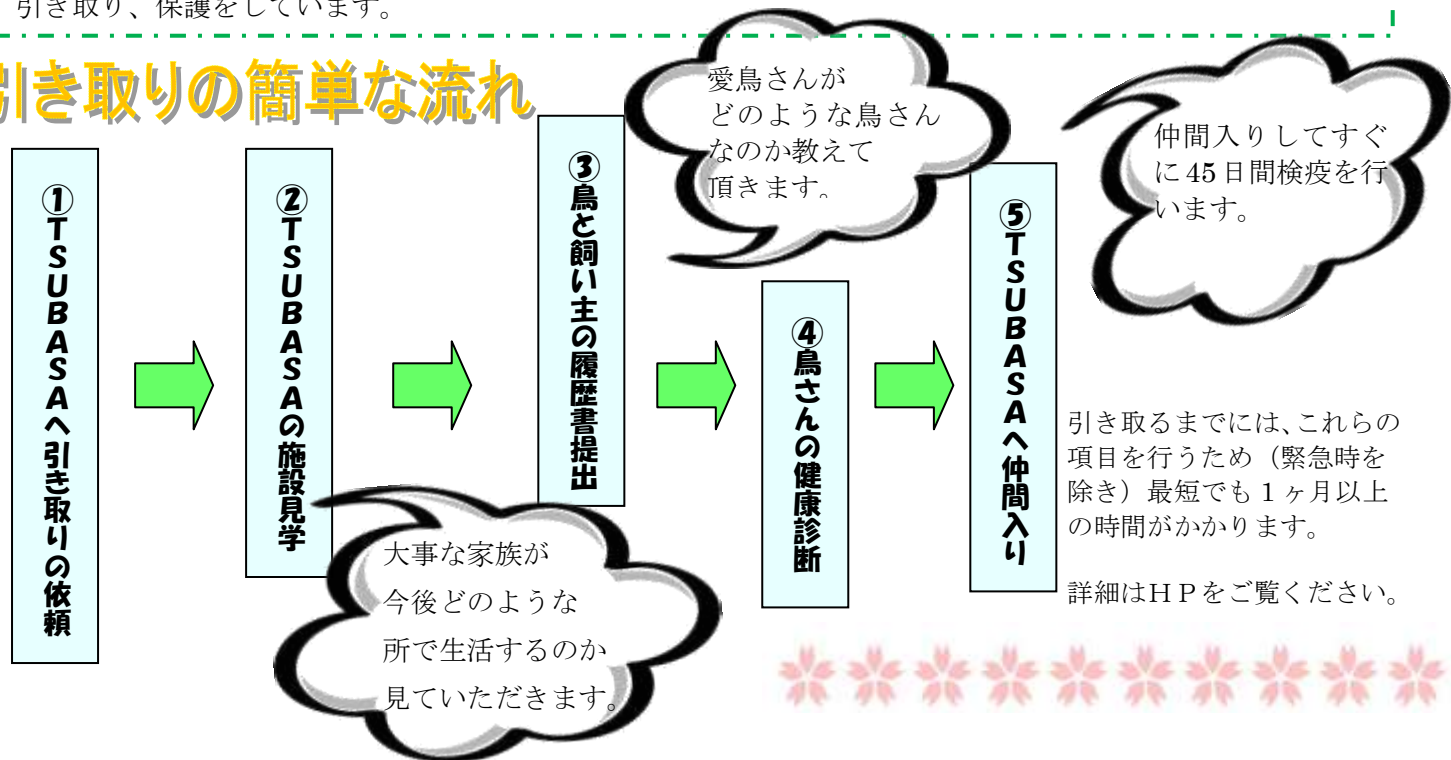 引き取り、保護をしています。
引き取りの簡単な流れ
①TSUBASAへ引き取りの依頼
②TSUBASAの施設見学
大事な家族が
今後どのような
所で生活するのか
見ていただきます。
③鳥と飼い主の履歴書提出
愛鳥さんが
どのような鳥さん
なのか教えて
頂きます。
④鳥さんの健康診断
⑤TSUBASAへ仲間入り
仲間入りしてすぐ
に45日間検疫を行
います。
引き取るまでには、これらの
項目を行うため（緊急時を
除き）最短でも1ヶ月以上
の時間がかかります。
詳細はＨＰをご覧ください。